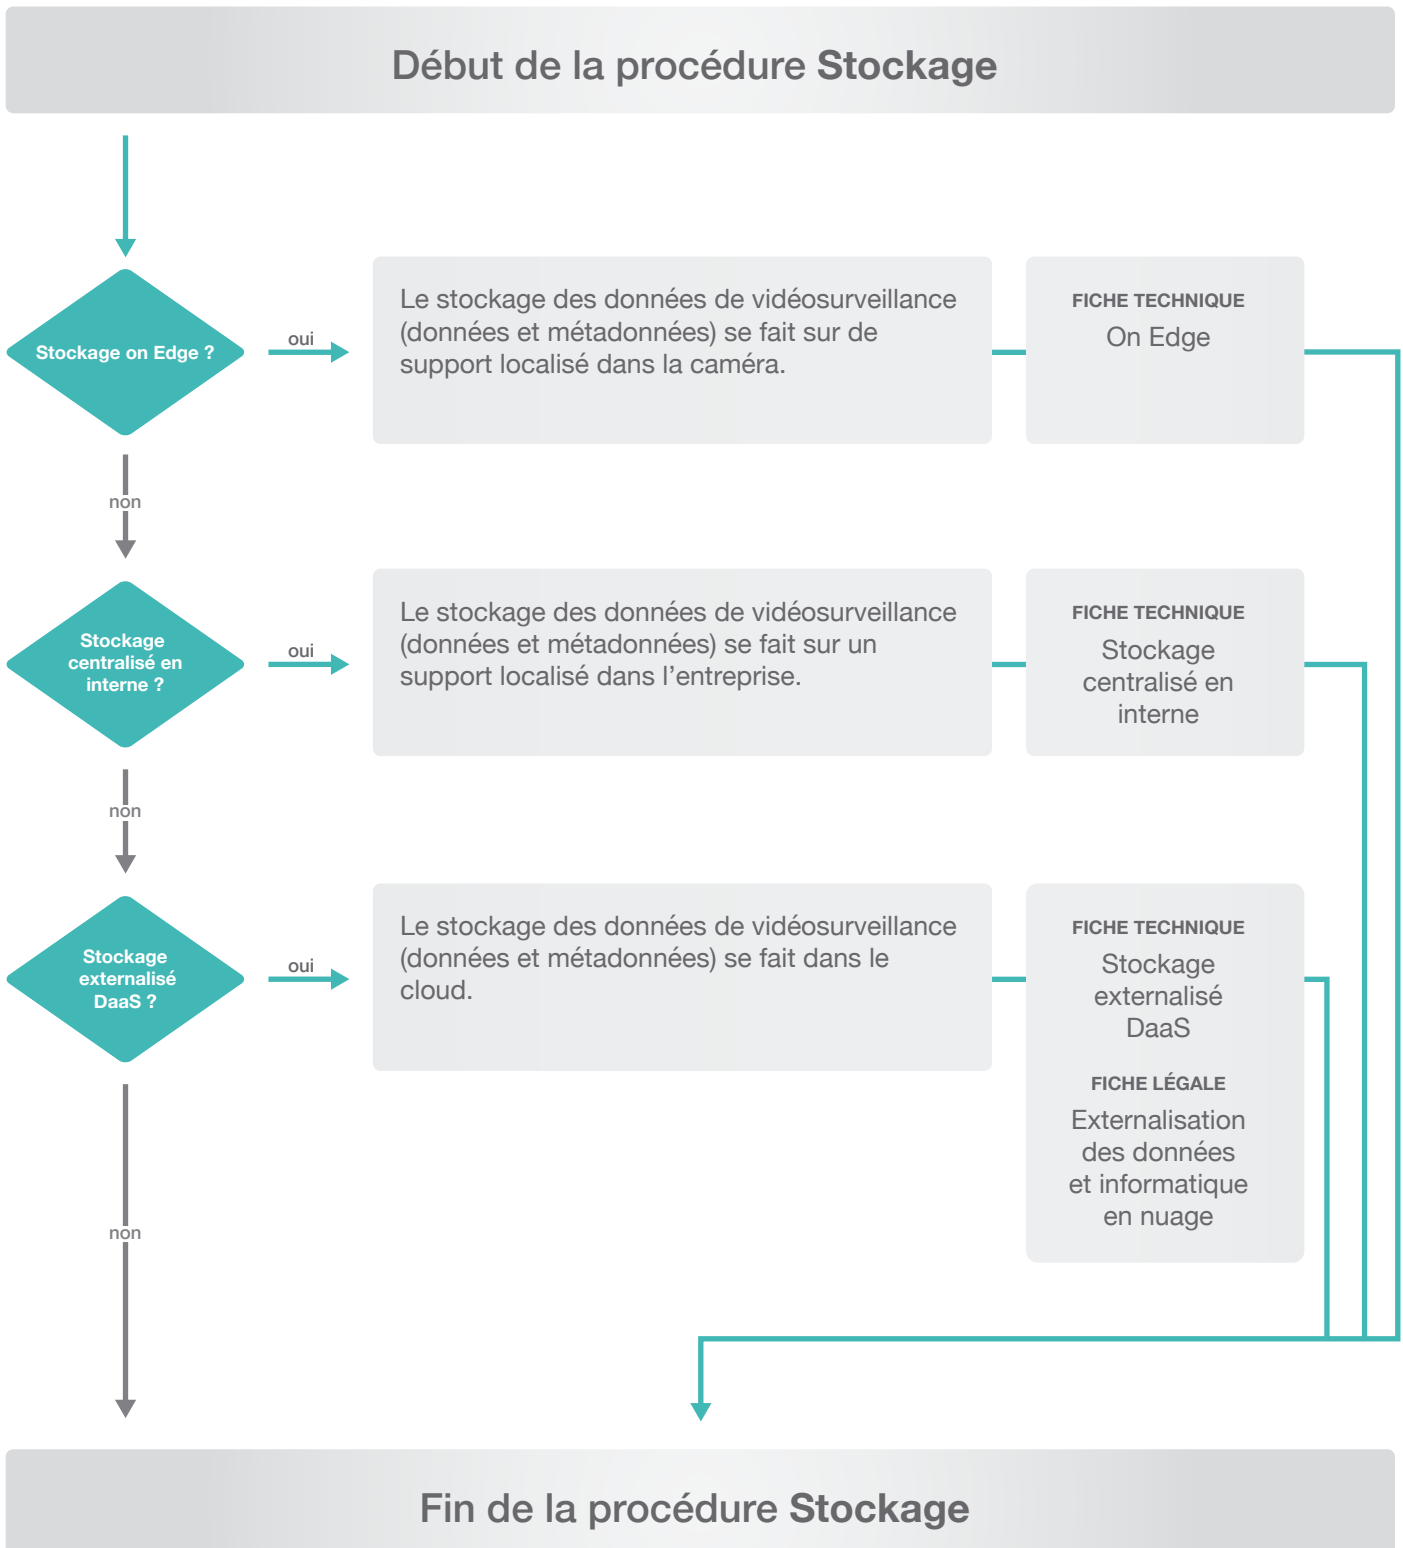 Début de la procédure Stockage
Stockage on Edge ?
oui
Le stockage des données de vidéosurveillance
(données et métadonnées) se fait sur de
support localisé dans la caméra.
FICHE TECHNIQUE
On Edge
non
Stockage
centralisé en
interne ?
oui
Le stockage des données de vidéosurveillance
(données et métadonnées) se fait sur un
support localisé dans l’entreprise.
FICHE TECHNIQUE
Stockage
centralisé en
interne
non
Stockage
externalisé
DaaS ?
oui
Le stockage des données de vidéosurveillance
(données et métadonnées) se fait dans le
cloud.
FICHE TECHNIQUE
Stockage
externalisé
DaaS
FICHE LÉGALE
Externalisation
des données
et informatique
en nuage
non
Fin de la procédure Stockage